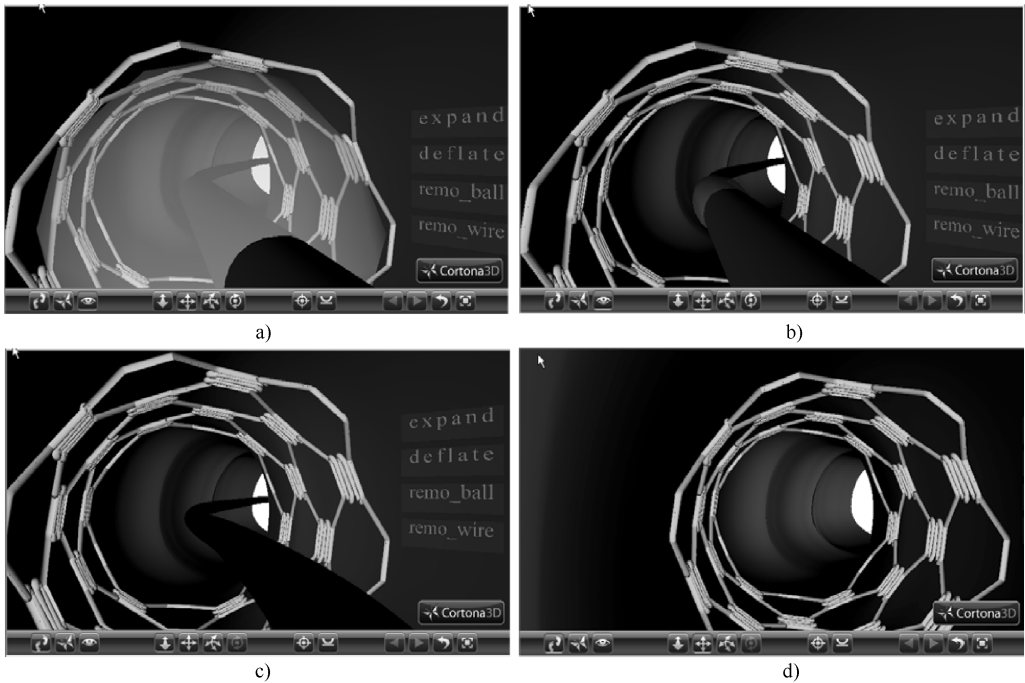 expand
deflate
remo_ball
remo_wire
Cortona3D
a)
expand
deflate
remo_ball
remo_wire
Cortona3D
b)
expand
deflate
remo_ball
remo_wire
Cortona3D
c)
Cortona3D
d)